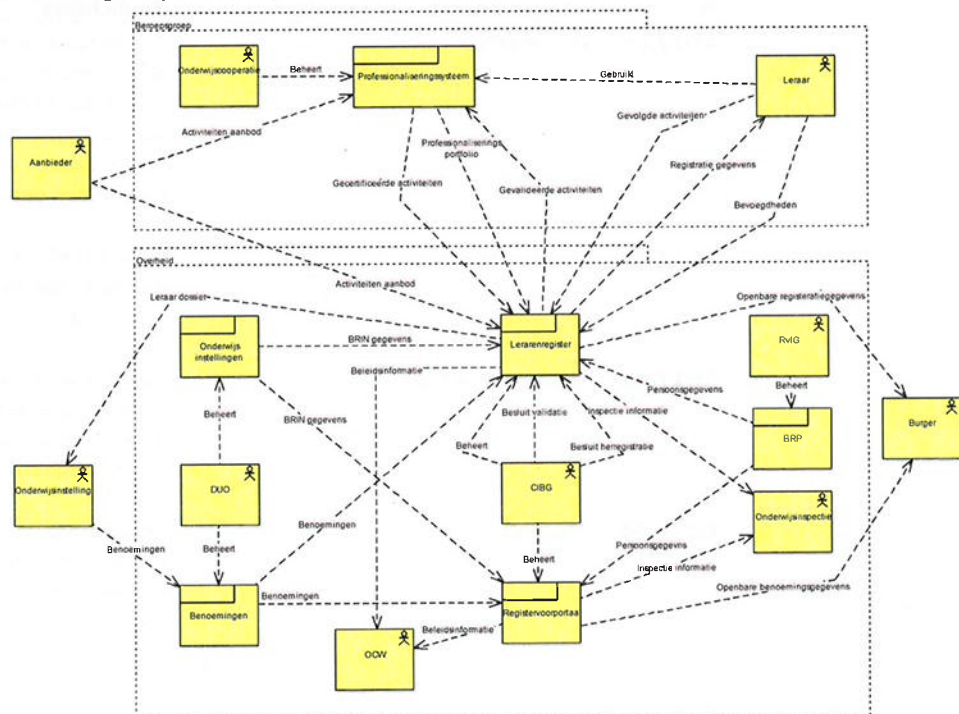 Beroepsgroep
Onderwijscooperatie
Beheert
Professionaliseringssysteem
Gebruikt
Leraar
Activiteiten aanbod
Aanbieder
Professionaliserings
portfolio
Gevolgde activiteiten
Gecertificeerde activiteiten
Gevalideerde activiteiten
Registratie gegevens
Bevoegdheden
Overheid
Leraar dossier
Activiteiten aanbod
Openbare registeratiegegevens
Onderwijs
instellingen
BRIN gegevens
Lerarenregister
RvIG
Beleidsinformatie
Beheert
Persoonsgegevens
Beheert
BRIN gegevens
Besluit validatie
Inspectie informatie
Beheert
Besluit herregistratie
BRP
Burger
Onderwijsinstelling
DUO
CIBG
Onderwijsinspectie
Benoemingen
Benoemingen
Beheert
Beheert
Persoonsgegevns
Inspectie informatie
Benoemingen
Benoemingen
Registervoorportaal
Openbare benoemingsgegevens
Beleidsinformatie
OCW